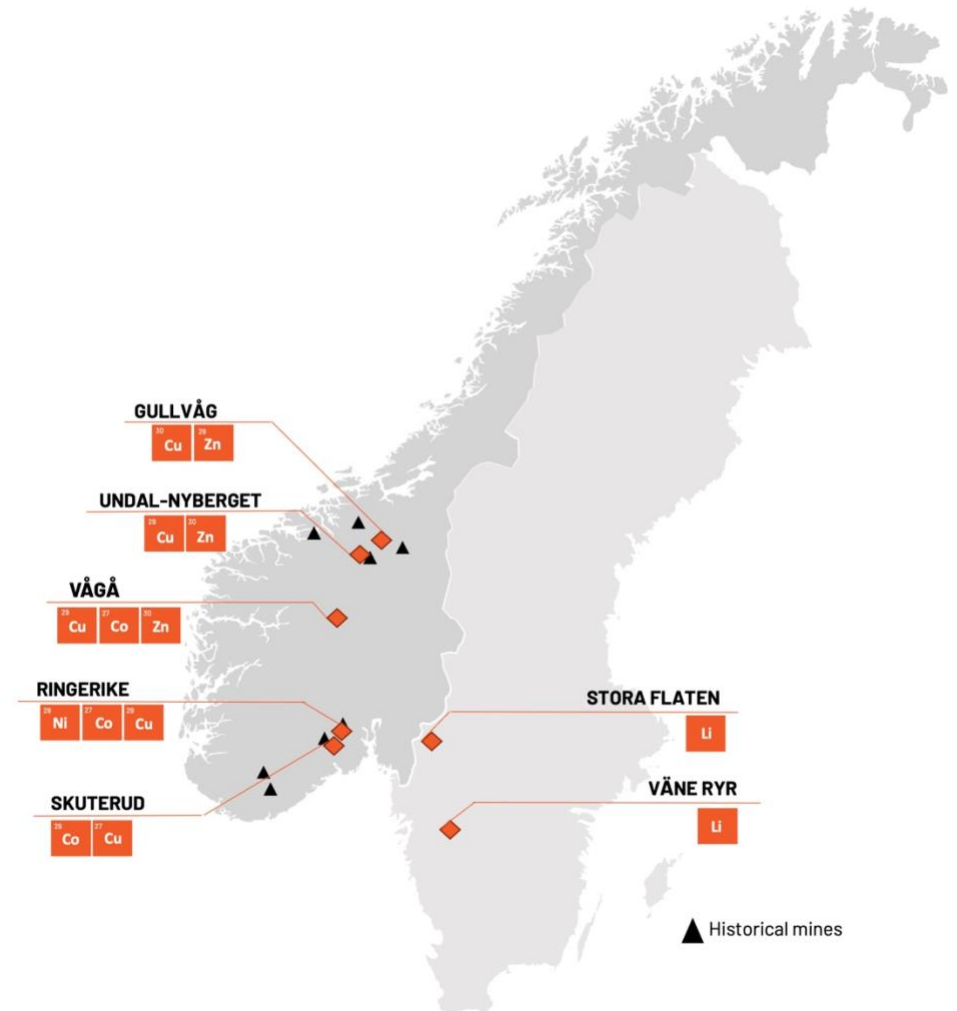 GULLVÅG
30 Cu 29 Zn
UNDAL-NYBERGET
29 Cu 30 Zn
VÅGÅ
29 Cu 27 Co 30 Zn
RINGERIKE
28 Ni 27 Co 29 Cu
STORA FLATEN
Li
VÄNE RYR
Li
SKUTERUD
29 Co 27 Cu
Historical mines